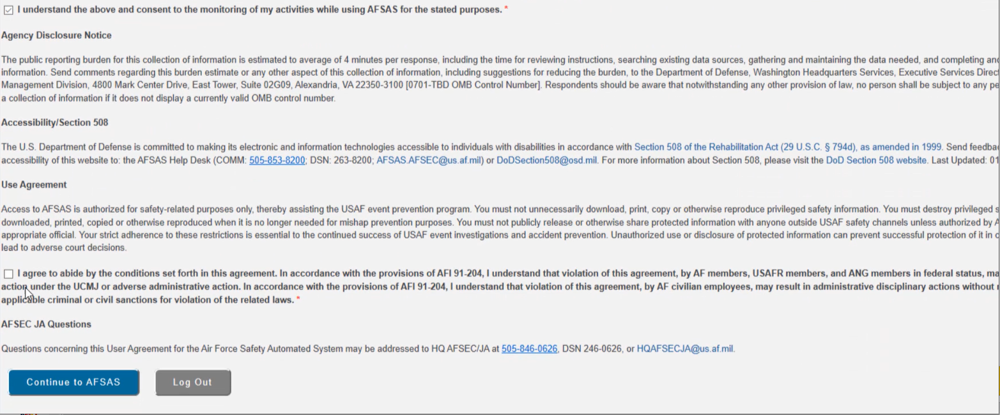 I understand the above and consent to the monitoring of my activities while using AFSAS for the stated purposes. *
Agency Disclosure Notice
The public reporting burden for this collection of information is estimated to average of 4 minutes per response, including the time for reviewing instructions, searching existing data sources, gathering and maintaining the data needed, and completing and
information. Send comments regarding this burden estimate or any other aspect of this collection of information, including suggestions for reducing the burden, to the Department of Defense, Washington Headquarters Services, Executive Services
Management Division, 4800 Mark Center Drive, East Tower, Suite 02G09, Alexandria, VA 22350-3100 [0701-TBD OMB Control Number]. Respondents should be aware that notwithstanding any other provision of law, no person shall be subject to any
a collection of information if it does not display a currently valid OMB control number.
Accessibility/Section 508
The U.S. Department of Defense is committed to making its electronic and information technologies accessible to individuals with disabilities in accordance with Section 508 of the Rehabilitation Act (29 U.S.C. § 794d), as amended in 1999. Send
accessibility of this website to: the AFSAS Help Desk (COMM: 505-853-8200; DSN: 263-8200; AFSAS.AFSEC@us.af.mil) or DoDSection508@osd.mil. For more information about Section 508, please visit the DoD Section 508 website. Last Updated: 01
Use Agreement
Access to AFSAS is authorized for safety-related purposes only, thereby assisting the USAF event prevention program. You must not unnecessarily download, print, copy or otherwise reproduce privileged safety information. You must destroy privileged
downloaded, printed, copied or otherwise reproduced when it is no longer needed for mishap prevention purposes. You must not publicly release or otherwise share protected information with anyone outside USAF safety channels unless authorized by
appropriate official. Your strict adherence to these restrictions is essential to the continued success of USAF event investigations and accident prevention. Unauthorized use or disclosure of protected information can prevent successful protection of it in
lead to adverse court decisions.
I agree to abide by the conditions set forth in this agreement. In accordance with the provisions of AFI 91-204, I understand that violation of this agreement, by AF members, USAFR members, and ANG members in federal status,
action under the UCMJ or adverse administrative action. In accordance with the provisions of AFI 91-204, I understand that violation of this agreement, by AF civilian employees, may result in administrative disciplinary actions without
applicable criminal or civil sanctions for violation of the related laws. *
AFSEC JA Questions
Questions concerning this User Agreement for the Air Force Safety Automated System may be addressed to HQ AFSEC/JA at 505-846-0626, DSN 246-0626, or HQAFSECJA@us.af.mil.
Continue to AFSAS
Log Out